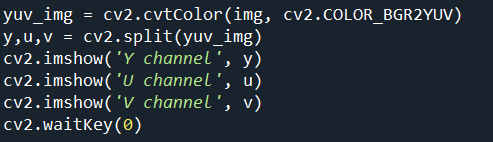 yuv_img = cv2.cvtColor(img, cv2.COLOR_BGR2YUV)
y,u,v = cv2.split(yuv_img)
cv2.imshow('Y channel', y)
cv2.imshow('U channel', u)
cv2.imshow('V channel', v)
cv2.waitKey(0)